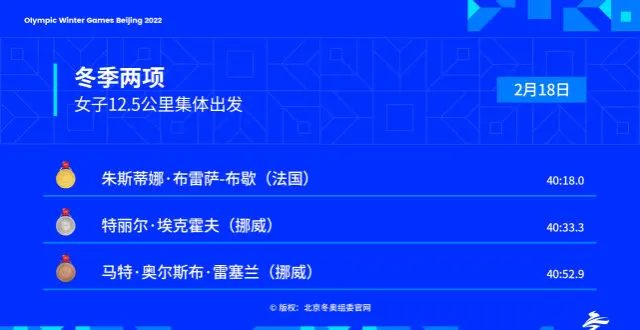 Olympic Winter Games Beijing 2022
冬季两项
女子12.5公里集体出发
2月18日
朱斯蒂娜·布雷萨-布歇（法国） 40:18.0
特丽尔·埃克霍夫（挪威） 40:33.3
马特·奥尔斯布·雷塞兰（挪威） 40:52.9
© 版权：北京冬奥组委官网